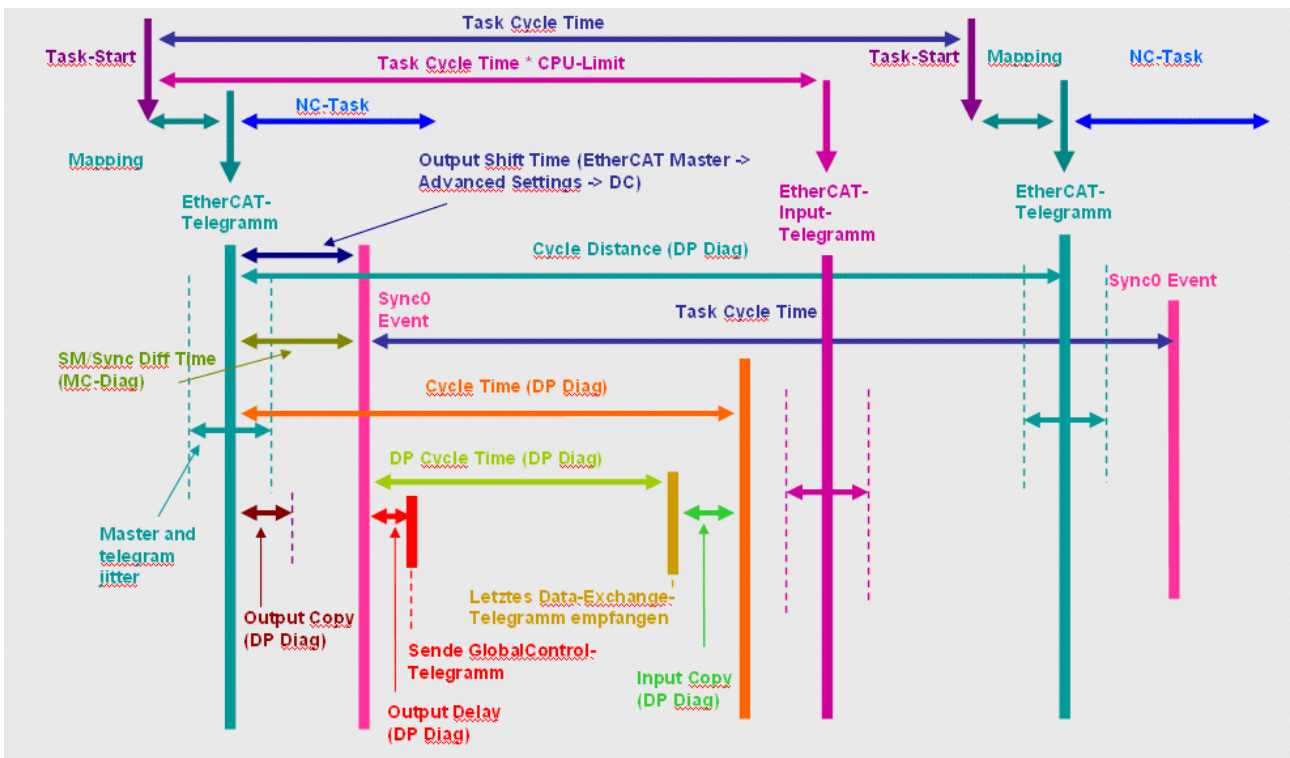 Task Cycle Time
Task-Start
Task Cycle Time * CPU-Limit
Task-Start
Mapping
NC-Task
NC-Task
Mapping
Output Shift Time (EtherCAT Master ->
Advanced Settings -> DC)
EtherCAT-
Telegramm
EtherCAT-
Input-
Telegramm
EtherCAT-
Telegramm
Cycle Distance (DP Diag)
Sync0
Event
Sync0 Event
Task Cycle Time
SM/Sync Diff Time
(MC-Diag)
Cycle Time (DP Diag)
DP Cycle Time (DP Diag)
Master and
telegram
jitter
Letztes Data-Exchange-
Telegramm empfangen
Output Copy
(DP Diag)
Sende GlobalControl-
Telegramm
Input Copy
(DP Diag)
Output Delay
(DP Diag)